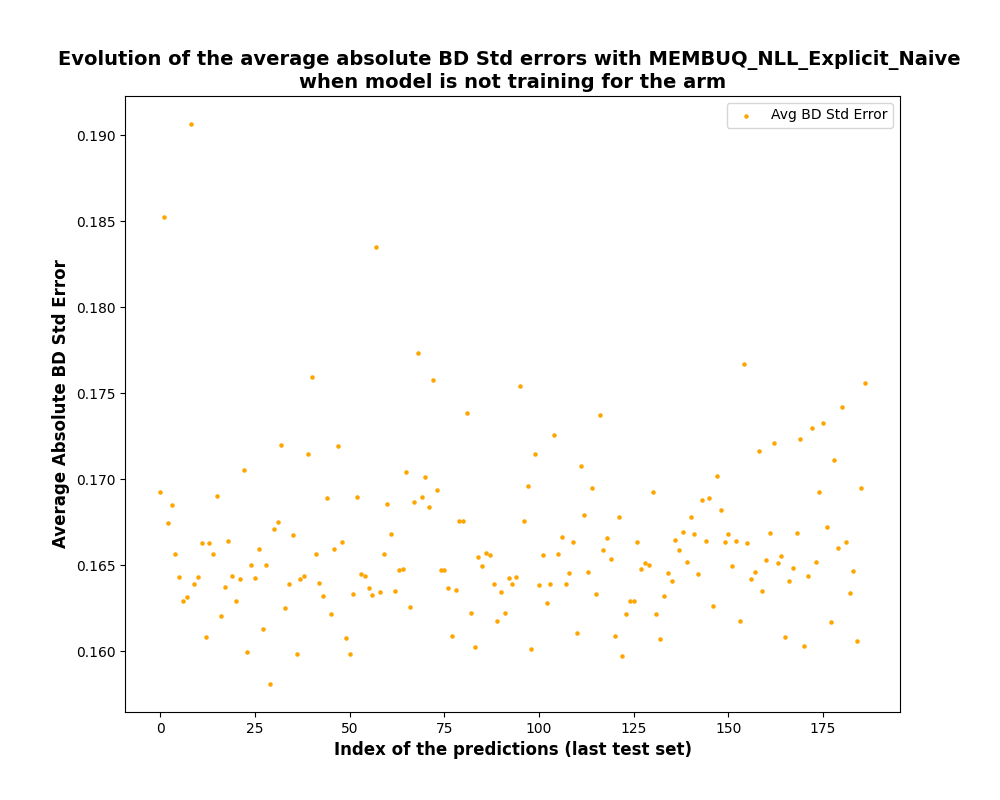 Evolution of the average absolute BD Std errors with MEMBUQ_NLL_Explicit_Naive
when model is not training for the arm
Avg BD Std Error
0.190
0.185
0.180
0.175
0.170
0.165
0.160
Average Absolute BD Std Error
0 25 50 75 100 125 150 175
Index of the predictions (last test set)